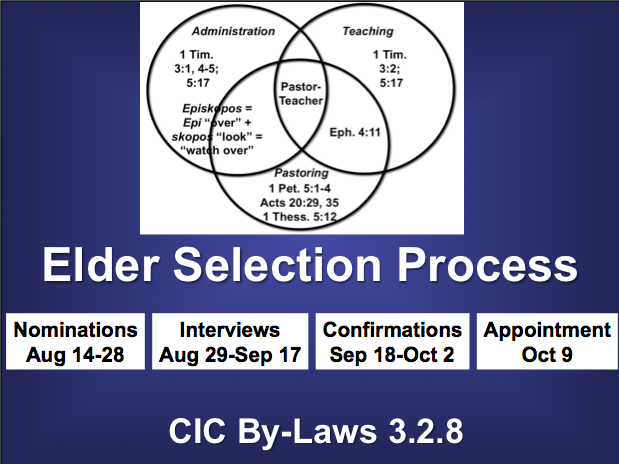 Administration
1 Tim.
3:1, 4-5;
5:17
Episkopos =
Epi “over” +
skopos “look” =
“watch over”
Teaching
1 Tim.
3:2;
5:17
Pastor-
Teacher
Eph. 4:11
Pastoring
1 Pet. 5:1-4
Acts 20:29, 35
1 Thess. 5:12
Elder Selection Process
Nominations
Aug 14-28
Interviews
Aug 29-Sep 17
Confirmations
Sep 18-Oct 2
Appointment
Oct 9
CIC By-Laws 3.2.8